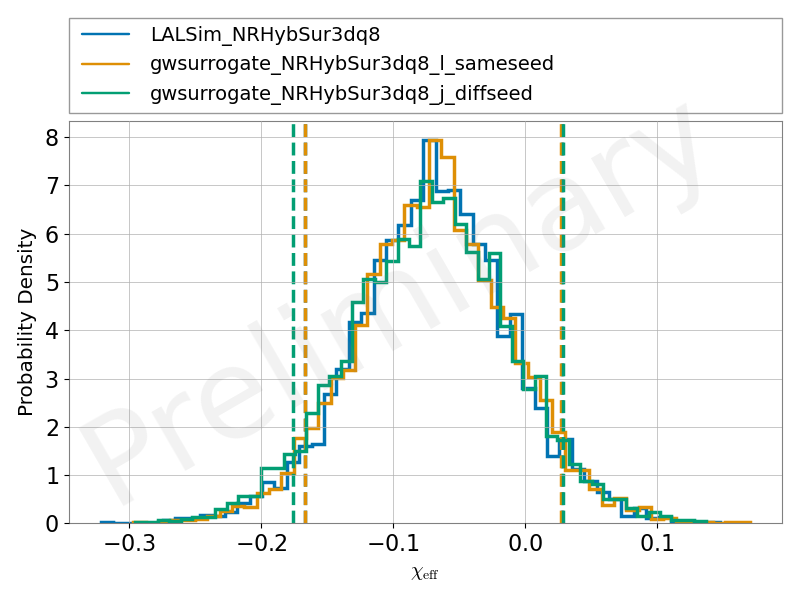 LALSim_NRHybSur3dq8
gwsurrogate_NRHybSur3dq8_l_sameseed
gwsurrogate_NRHybSur3dq8_j_diffseed
Preliminary
Probability Density
8
7
6
5
4
3
2
1
0
−0.3 −0.2 −0.1 0.0 0.1
χeff